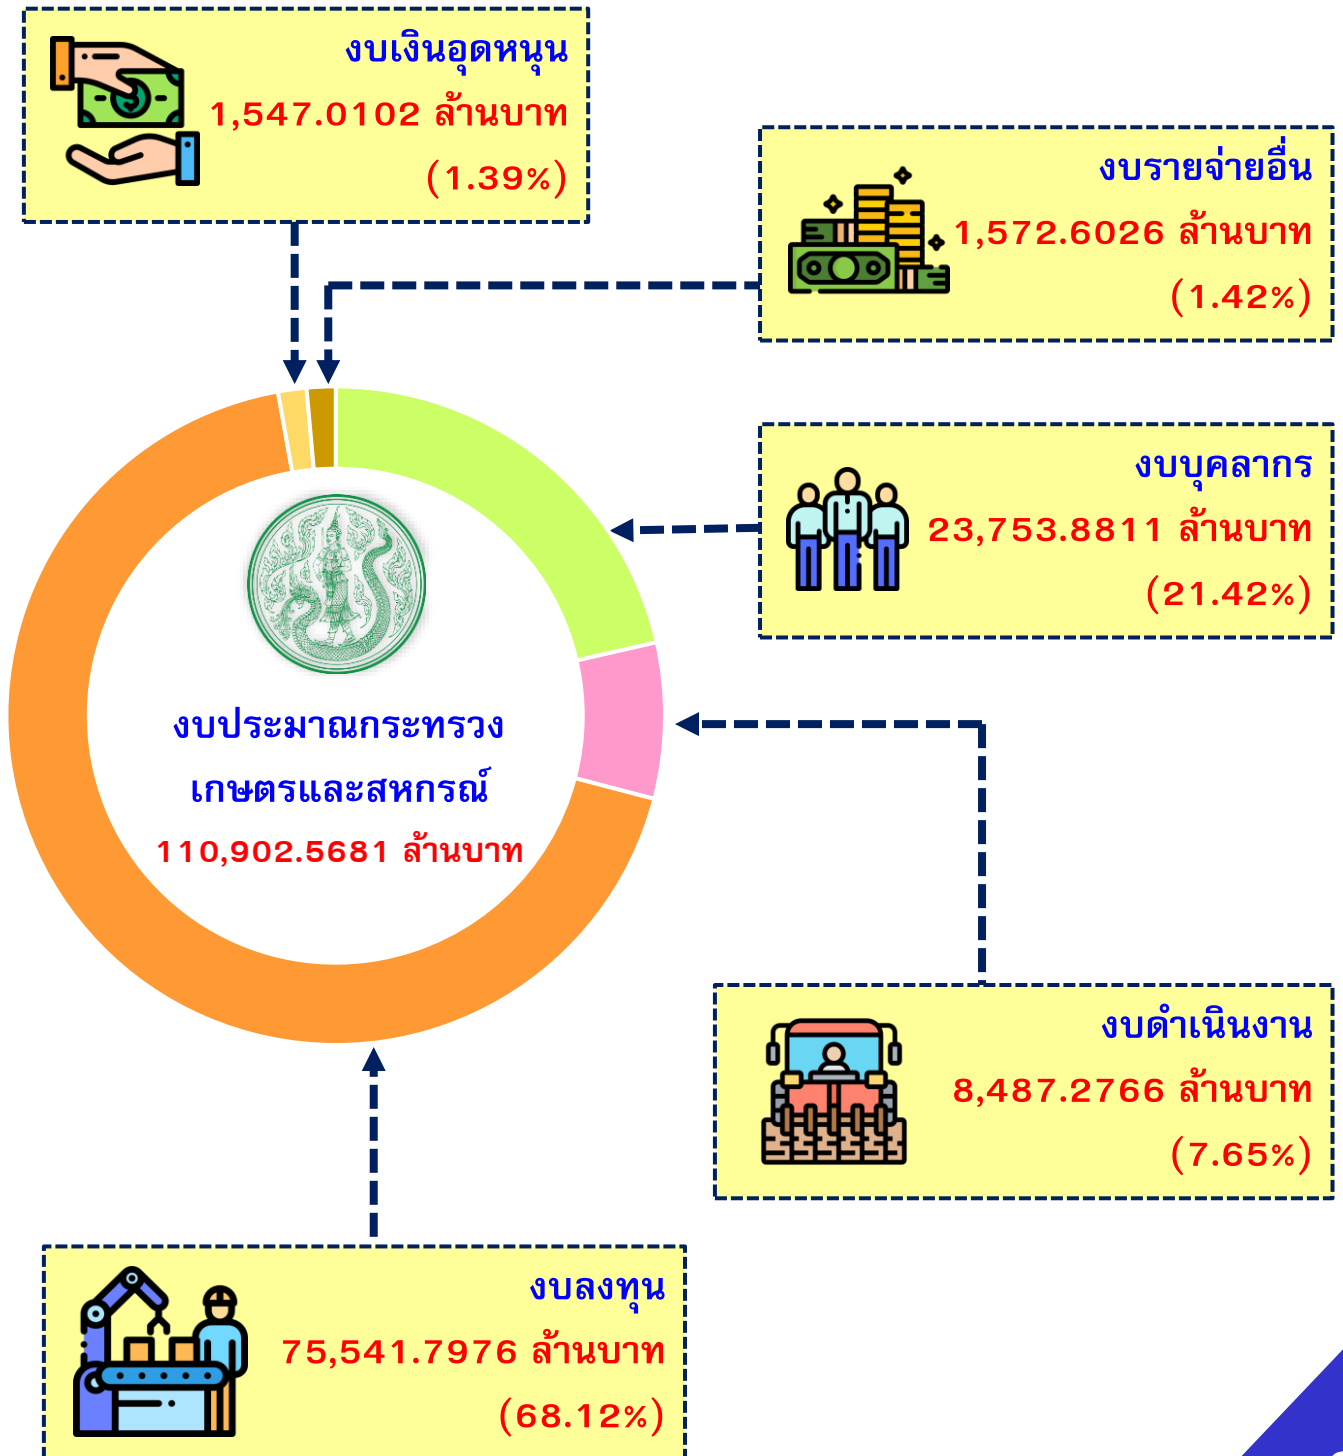 งบเงินอุดหนุน
1,547.0102 ล้านบาท
(1.39%)
งบรายจ่ายอื่น
1,572.6026 ล้านบาท
(1.42%)
งบบุคลากร
23,753.8811 ล้านบาท
(21.42%)
งบประมาณกระทรวง
เกษตรและสหกรณ์
110,902.5681 ล้านบาท
งบดำเนินงาน
8,487.2766 ล้านบาท
(7.65%)
งบลงทุน
75,541.7976 ล้านบาท
(68.12%)